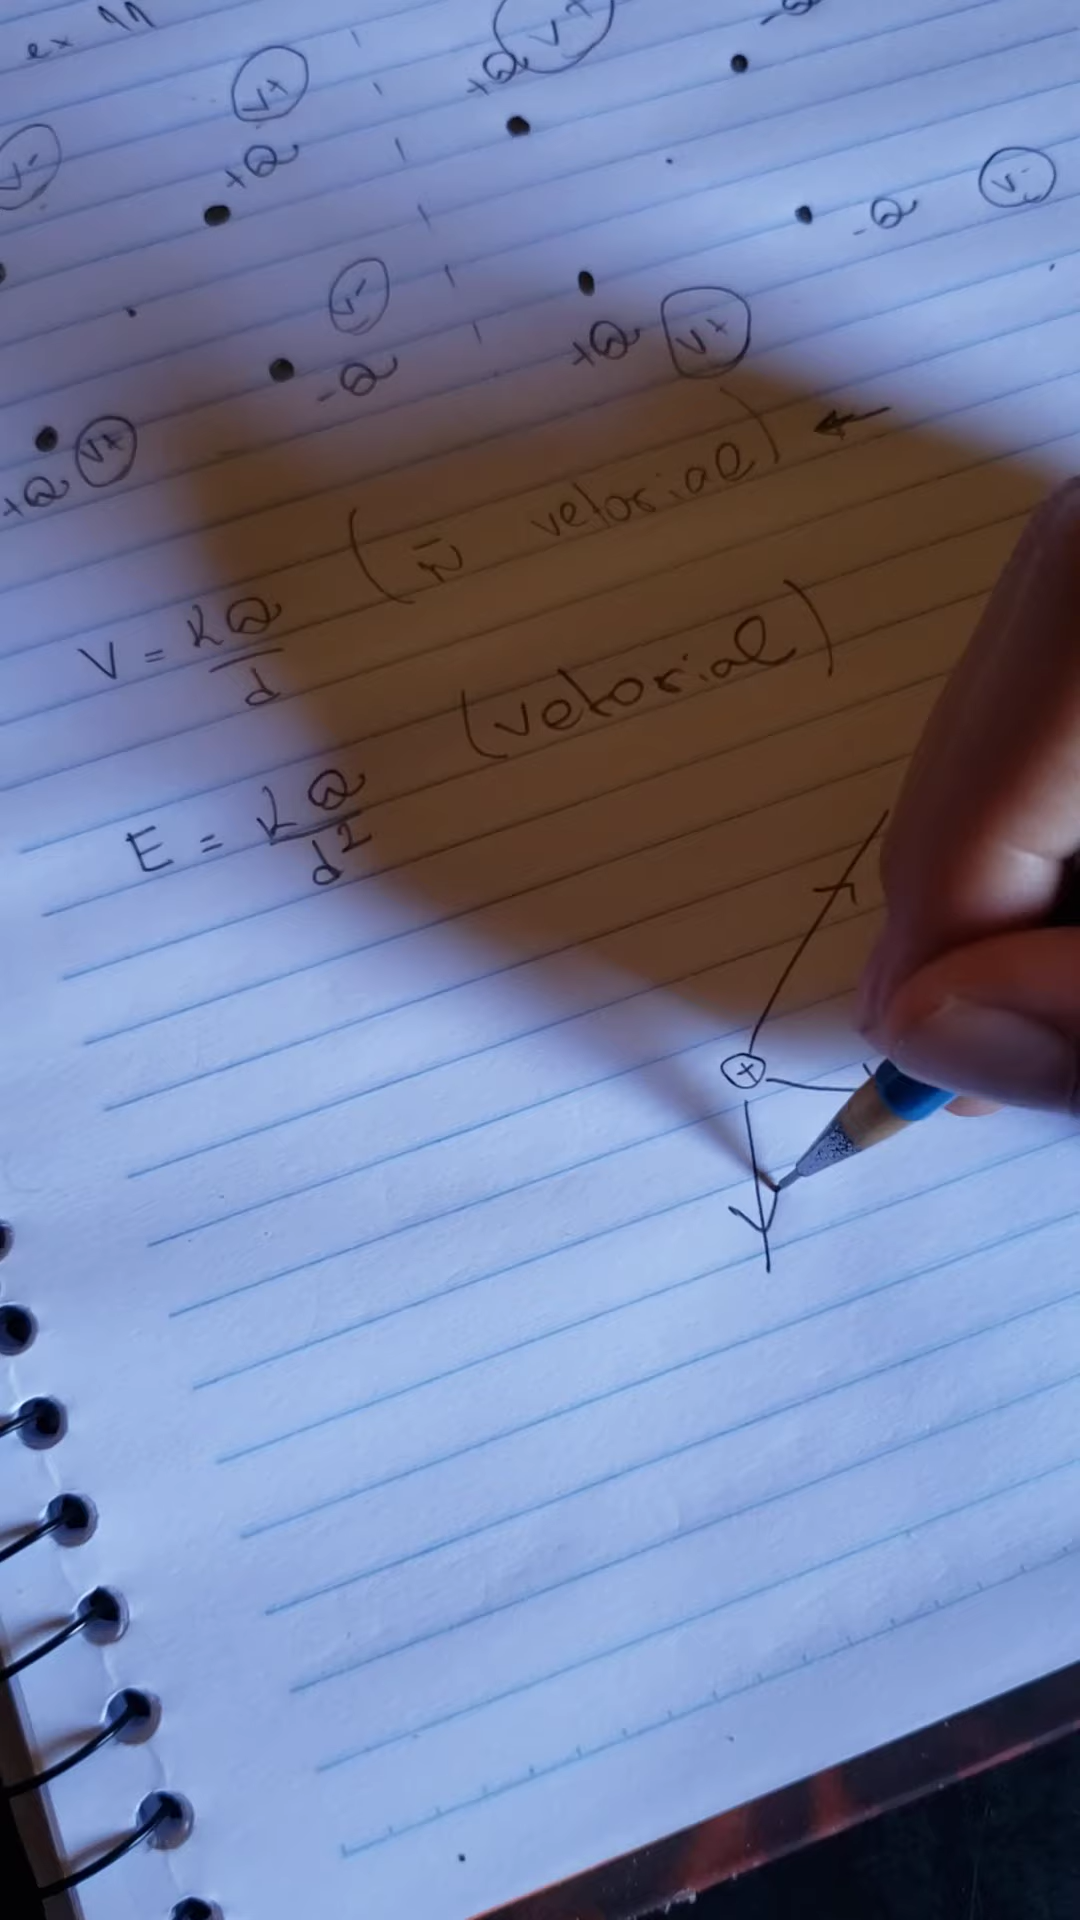 ex 11
V+
+Q V+
-Q
V-
+Q
-Q V-
V-
-Q
+Q V+
+Q V+
V = KQ/d (ñ vetorial)
E = KQ/d² (vetorial)
+